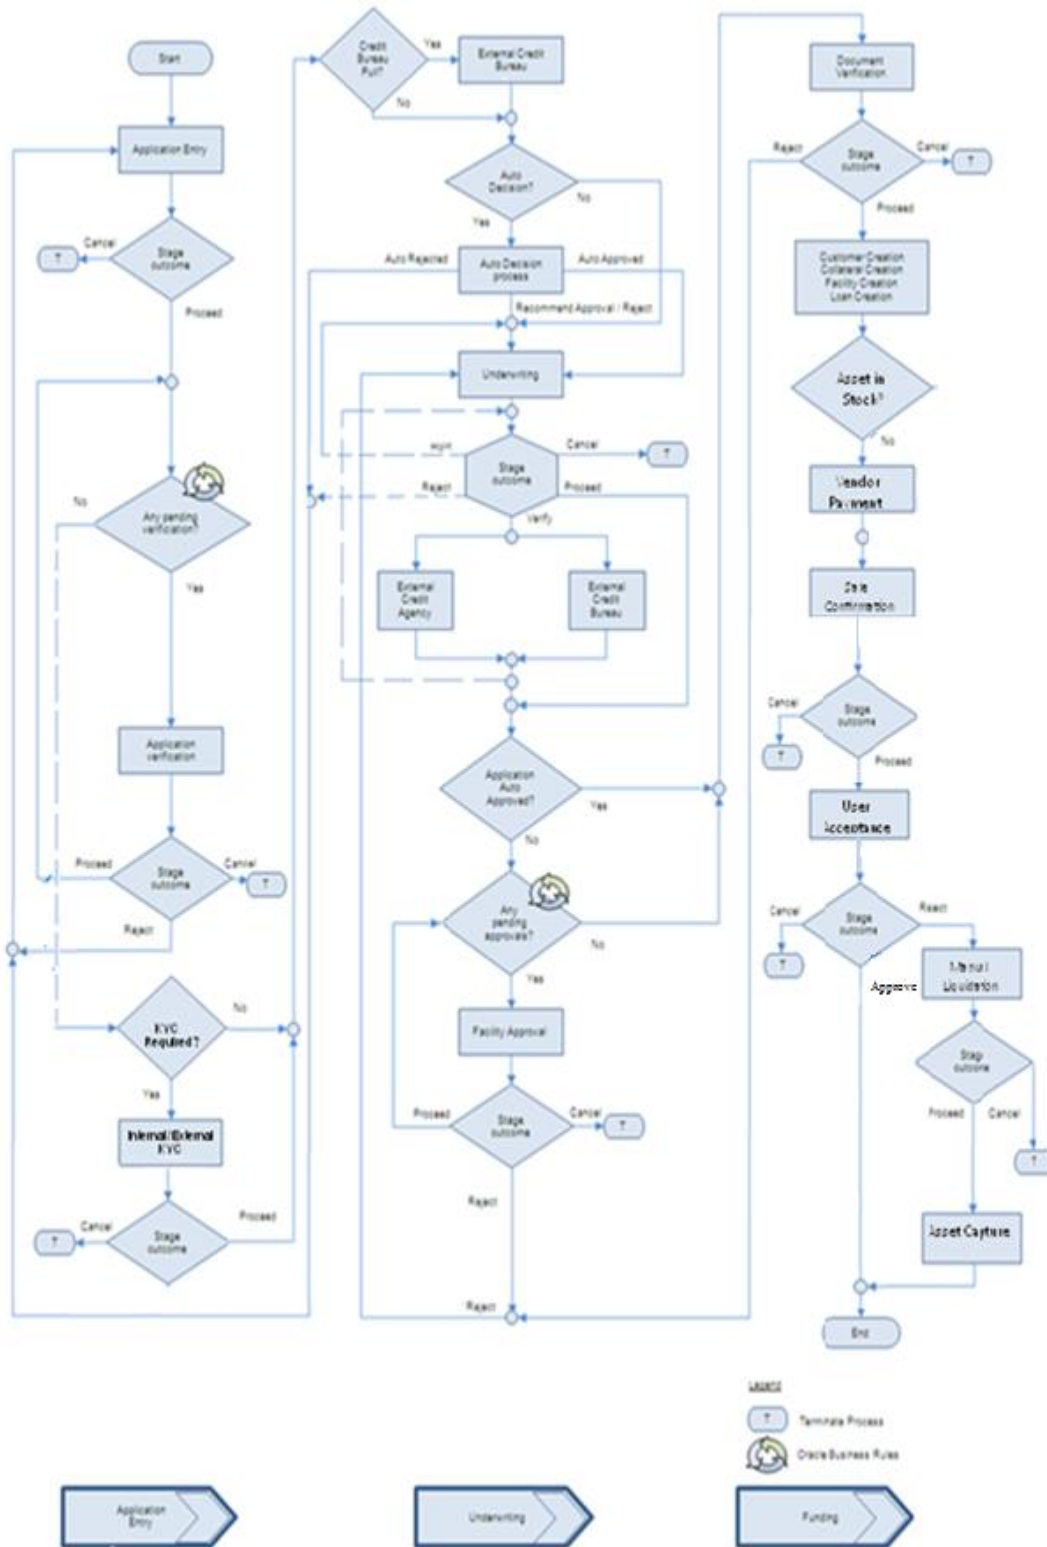 Start
Application Entry
Cancel
T
Stage
outcome
Proceed
No
Any pending
verification?
Yes
Application
verification
Proceed
Stage
outcome
Cancel
T
Reject
KYC
Required?
No
Yes
Internal/External
KYC
T
Cancel
Stage
outcome
Proceed
Credit
Bureau
Pull?
Yes
External Credit
Bureau
No
Auto
Decision?
No
Yes
Auto Rejected
Auto Decision
process
Auto Approved
Recommend Approval / Reject
Underwriting
Stage
outcome
Cancel
T
Reject
Proceed
Verify
External
Credit
Agency
External
Credit
Bureau
Application
Auto
Approved?
Yes
No
Any
pending
approvals?
No
Yes
Facility Approval
Proceed
Stage
outcome
Cancel
T
Reject
Reject
Document
Verification
Reject
Stage
outcome
Cancel
T
Proceed
Customer Creation
Collateral Creation
Facility Creation
Loan Creation
Asset in
Stock?
No
Vendor
Payment
Sale
Confirmation
Cancel
Stage
outcome
T
Proceed
User
Acceptance
Cancel
Stage
outcome
Reject
T
Approve
Manual
Liquidation
Stage
outcome
Proceed
Cancel
T
Asset Capture
End
Legend
T
Terminate Process
Oracle Business Rules
Application
Entry
Underwriting
Funding